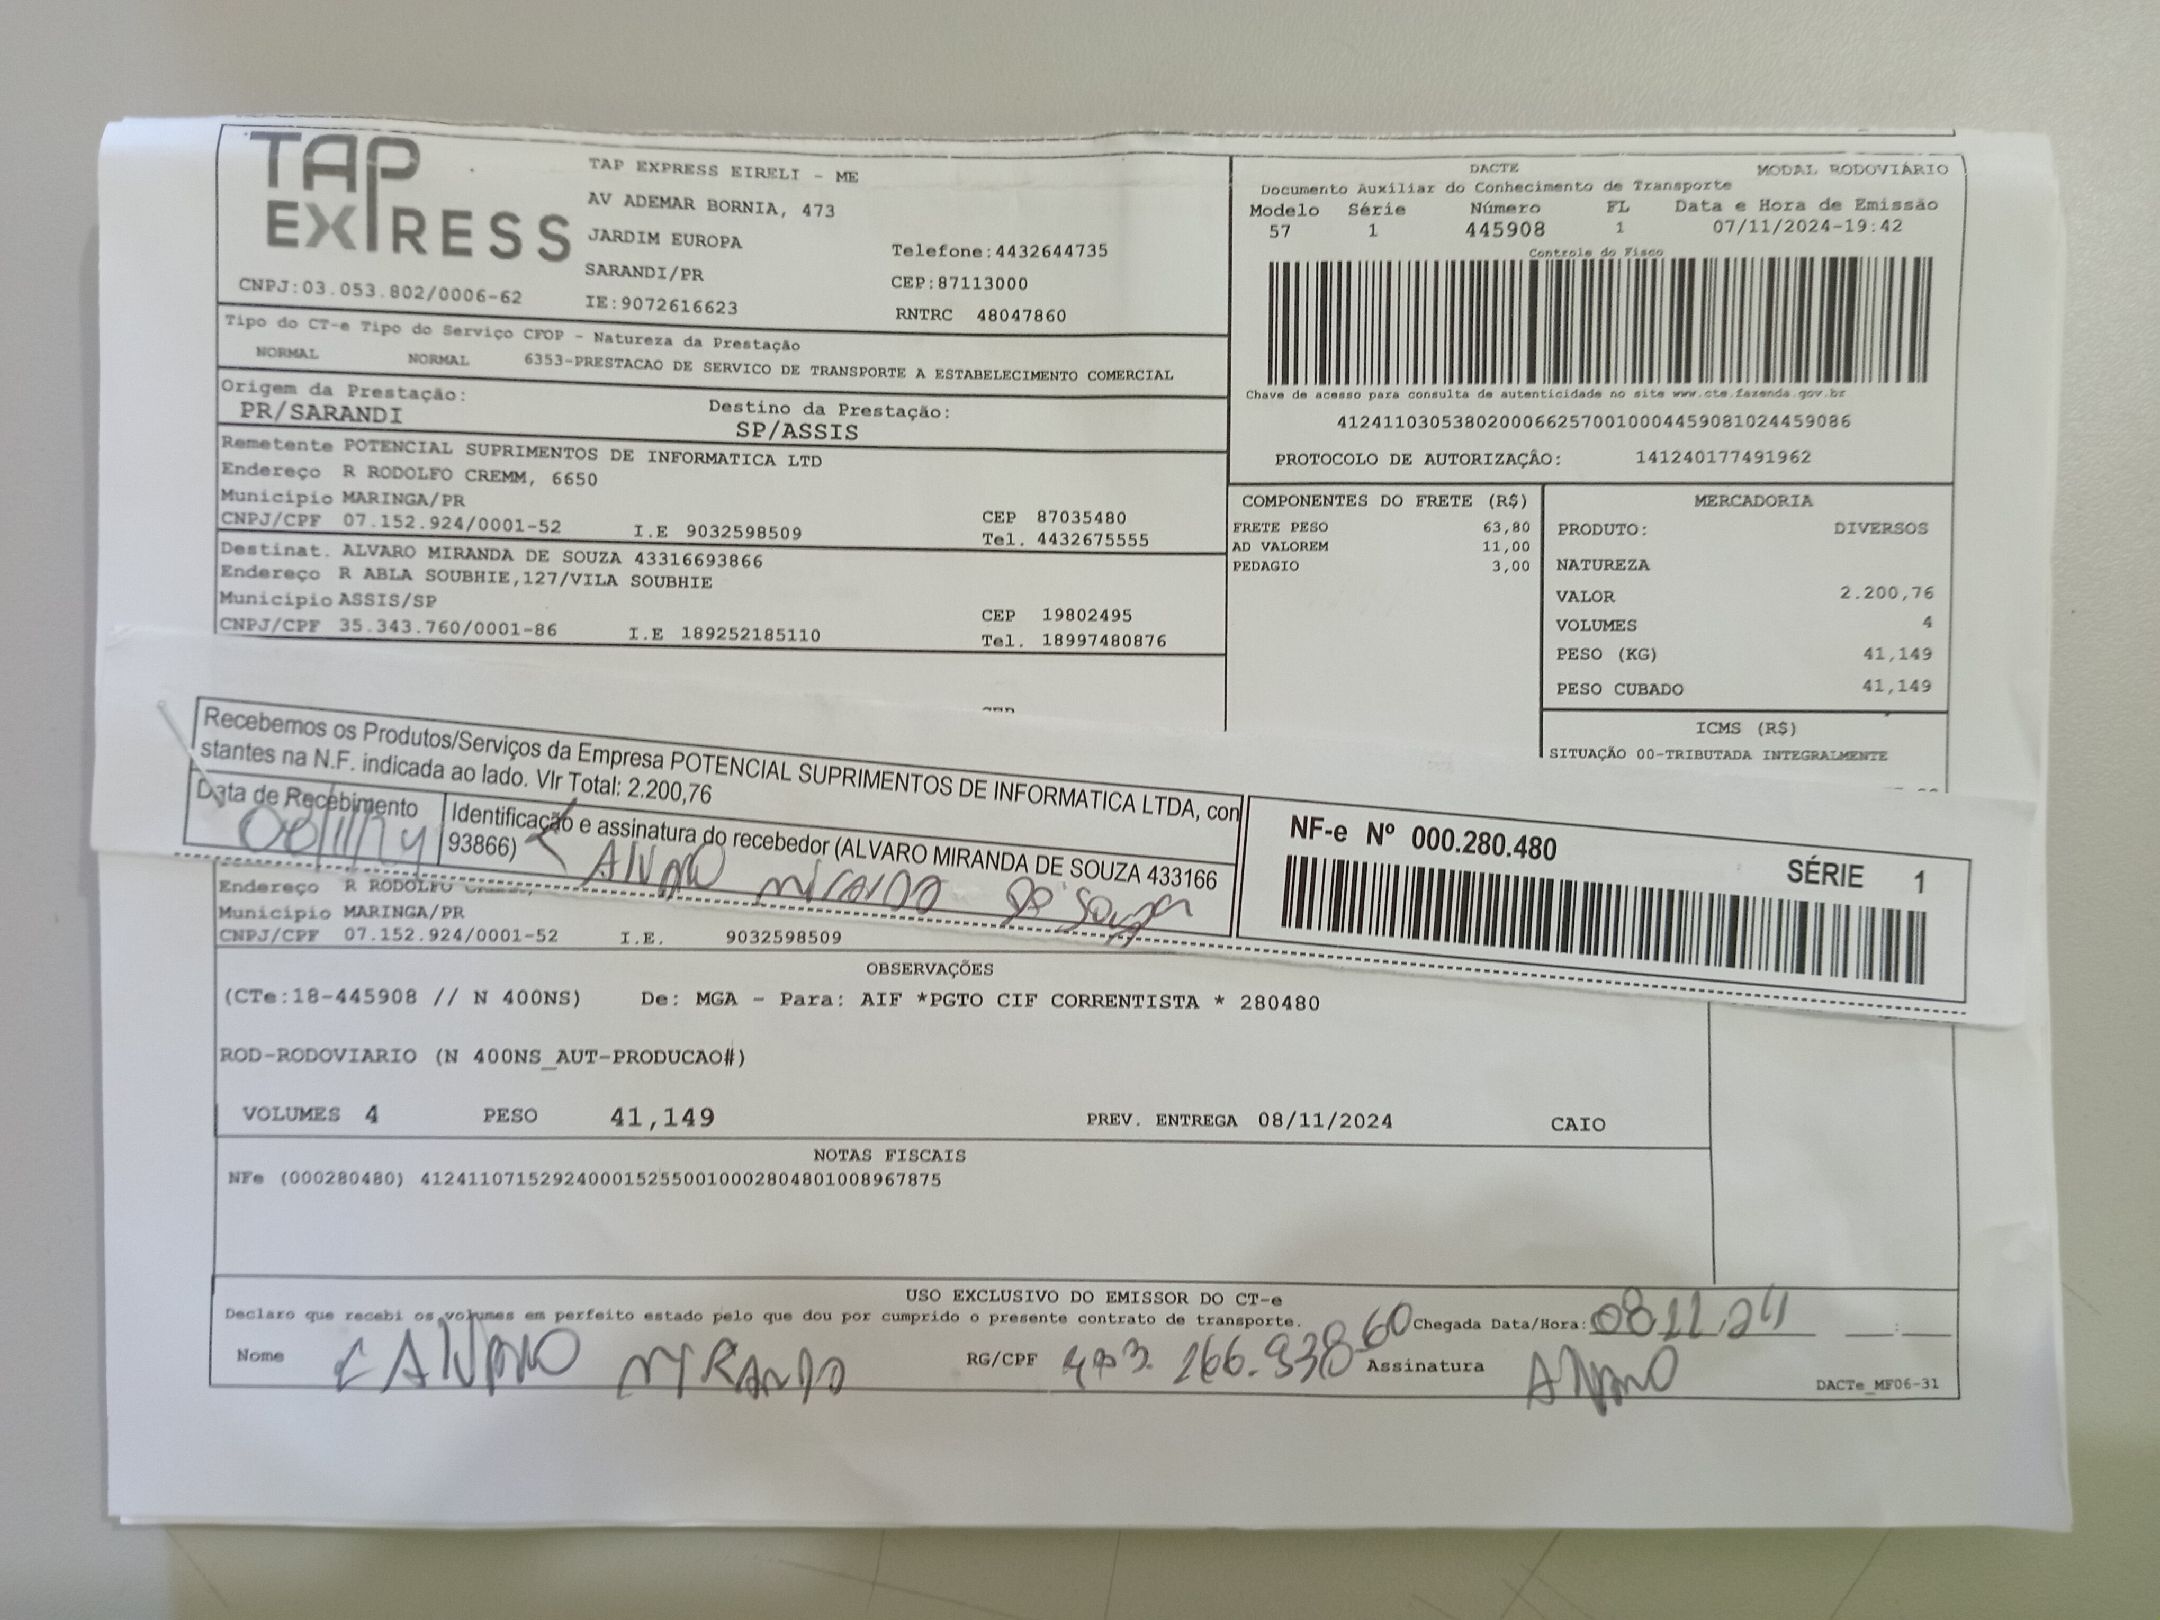 TAP EXPRESS
TAP EXPRESS EIRELI - ME
AV ADEMAR BORNIA, 473
JARDIM EUROPA
Telefone:4432644735
SARANDI/PR
CEP:87113000
CNPJ:03.053.802/0006-62
IE:9072616623
RNTRC 48047860
Tipo do CT-e Tipo do Serviço CFOP - Natureza da Prestação
NORMAL NORMAL 6353-PRESTACAO DE SERVICO DE TRANSPORTE A ESTABELECIMENTO COMERCIAL
Origem da Prestação: Destino da Prestação:
PR/SARANDI SP/ASSIS
Remetente POTENCIAL SUPRIMENTOS DE INFORMATICA LTD
Endereço R RODOLFO CREMM, 6650
Municipio MARINGA/PR CEP 87035480
CNPJ/CPF 07.152.924/0001-52 I.E 9032598509 Tel. 4432675555
Destinat. ALVARO MIRANDA DE SOUZA 43316693866
Endereço R ABLA SOUBHIE,127/VILA SOUBHIE
Municipio ASSIS/SP CEP 19802495
CNPJ/CPF 35.343.760/0001-86 I.E 189252185110 Tel. 18997480876
DACTE MODAL RODOVIÁRIO
Documento Auxiliar do Conhecimento de Transporte
Modelo Série Número FL Data e Hora de Emissão
57 1 445908 1 07/11/2024-19:42
Controle do Fisco
Chave de acesso para consulta de autenticidade no site www.cte.fazenda.gov.br
41241103053802000662570010004459081024459086
PROTOCOLO DE AUTORIZAÇÃO: 141240177491962
COMPONENTES DO FRETE (R$)
FRETE PESO 63,80
AD VALOREM 11,00
PEDAGIO 3,00
MERCADORIA
PRODUTO: DIVERSOS
NATUREZA
VALOR 2.200,76
VOLUMES 4
PESO (KG) 41,149
PESO CUBADO 41,149
ICMS (R$)
SITUAÇÃO 00-TRIBUTADA INTEGRALMENTE
Recebemos os Produtos/Serviços da Empresa POTENCIAL SUPRIMENTOS DE INFORMATICA LTDA, con
stantes na N.F. indicada ao lado. Vlr Total: 2.200,76
Data de Recebimento Identificação e assinatura do recebedor (ALVARO MIRANDA DE SOUZA 433166
93866) Alvaro Miranda de Souza
NF-e Nº 000.280.480
SÉRIE 1
Endereço R RODOLFO
Municipio MARINGA/PR
CNPJ/CPF 07.152.924/0001-52 I.E. 9032598509
OBSERVAÇÕES
(CTe:18-445908 // N 400NS) De: MGA - Para: AIF *PGTO CIF CORRENTISTA * 280480
ROD-RODOVIARIO (N 400NS_AUT-PRODUCAO#)
VOLUMES 4 PESO 41,149 PREV. ENTREGA 08/11/2024 CAIO
NOTAS FISCAIS
NFe (000280480) 41241107152924000152550010002804801008967875
USO EXCLUSIVO DO EMISSOR DO CT-e
Declaro que recebi os volumes em perfeito estado pelo que dou por cumprido o presente contrato de transporte. Chegada Data/Hora: 08.11.24 __:__
Nome ALVARO MIRANDA RG/CPF Assinatura ALVARO
DACTe_MF06-31